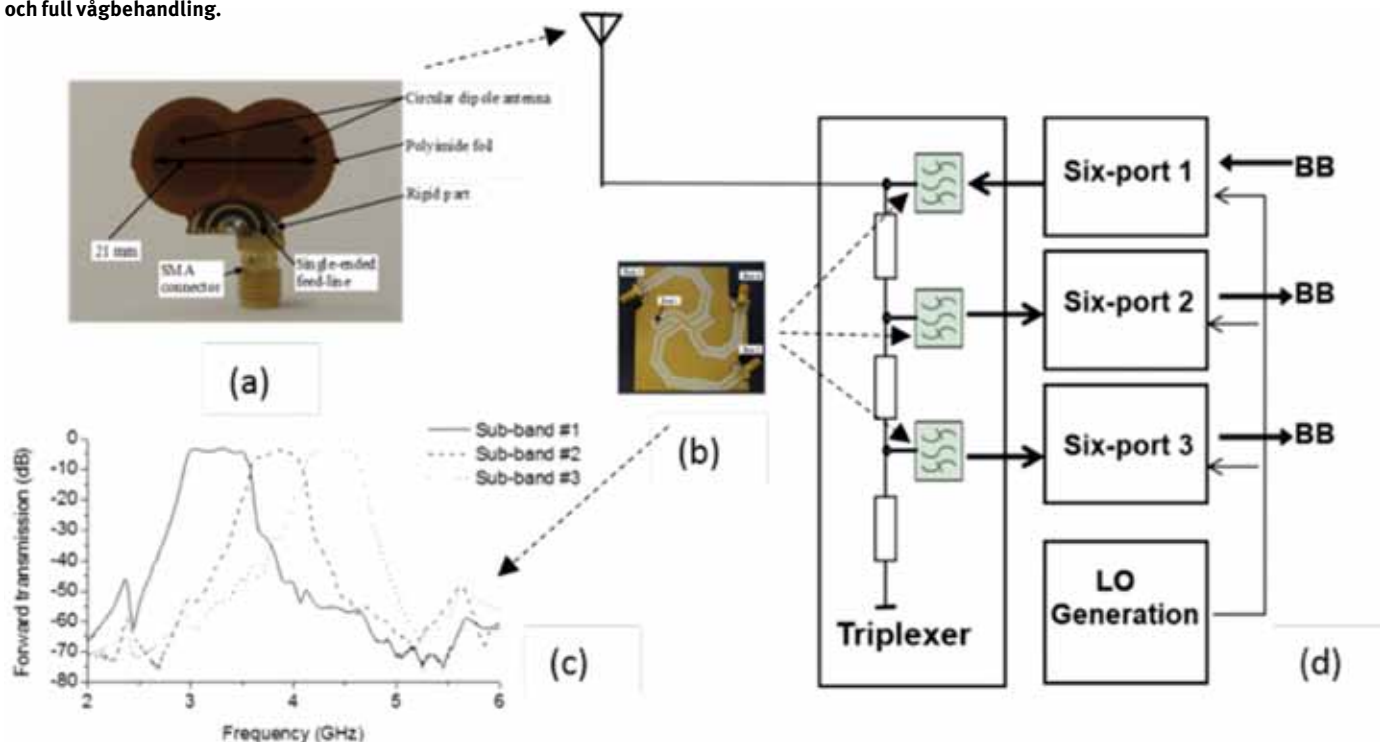 och full vågbehandling.
Circular dipole antenna
Polyimide foil
Rigid part
21 mm
SMA
connector
Single-ended
feed-line
(a)
(b)
Triplexer
Six-port 1
BB
Six-port 2
BB
Six-port 3
BB
LO
Generation
(d)
Sub-band #1
Sub-band #2
Sub-band #3
Forward transmission (dB)
0
-10
-20
-30
-40
-50
-60
-70
-80
2
3
4
5
6
Frequency (GHz)
(c)